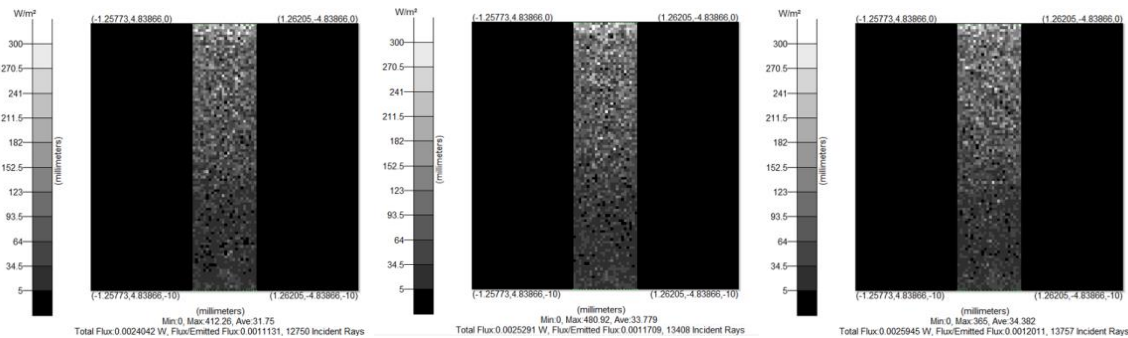 W/m²
(-1.25773,4.83866,0) (1.26205,-4.83866,0)
300
270.5
241
211.5
182
152.5
123
93.5
64
34.5
5
(millimeters)
(-1.25773,4.83866,-10) (1.26205,-4.83866,-10)
(millimeters)
Min:0, Max:412.26, Ave:31.75
Total Flux:0.0024042 W, Flux/Emitted Flux:0.0011131, 12750 Incident Rays
W/m²
(-1.25773,4.83866,0) (1.26205,-4.83866,0)
300
270.5
241
211.5
182
152.5
123
93.5
64
34.5
5
(millimeters)
(-1.25773,4.83866,-10) (1.26205,-4.83866,-10)
(millimeters)
Min:0, Max:480.92, Ave:33.779
Total Flux:0.0025291 W, Flux/Emitted Flux:0.0011709, 13408 Incident Rays
W/m²
(-1.25773,4.83866,0) (1.26205,-4.83866,0)
300
270.5
241
211.5
182
152.5
123
93.5
64
34.5
5
(millimeters)
(-1.25773,4.83866,-10) (1.26205,-4.83866,-10)
(millimeters)
Min:0, Max:365, Ave:34.382
Total Flux:0.0025945 W, Flux/Emitted Flux:0.0012011, 13757 Incident Rays